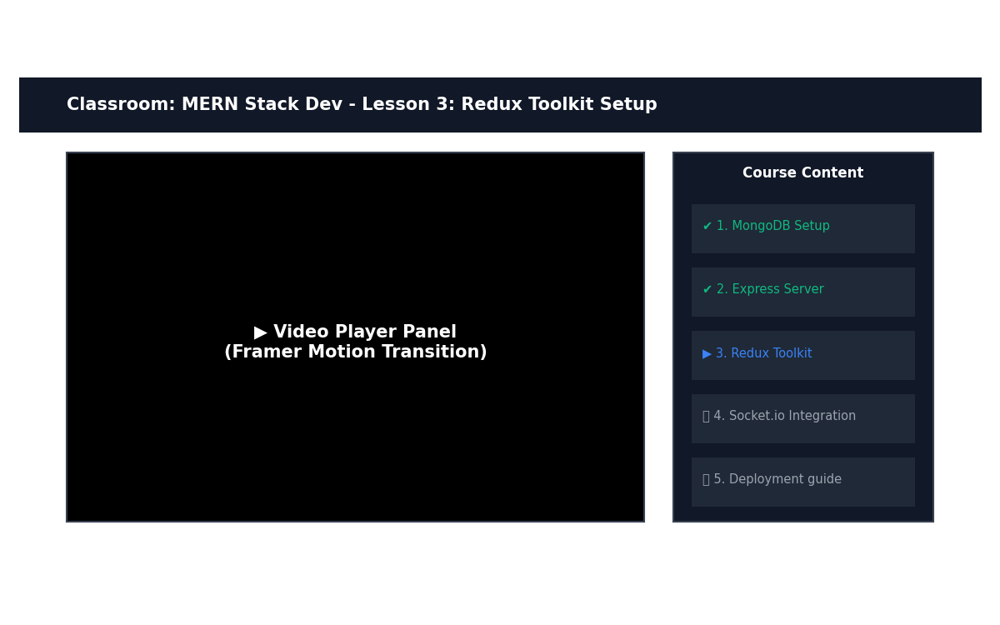 Classroom: MERN Stack Dev - Lesson 3: Redux Toolkit Setup
▶ Video Player Panel
(Framer Motion Transition)
Course Content
✔ 1. MongoDB Setup
✔ 2. Express Server
▶ 3. Redux Toolkit
4. Socket.io Integration
5. Deployment guide